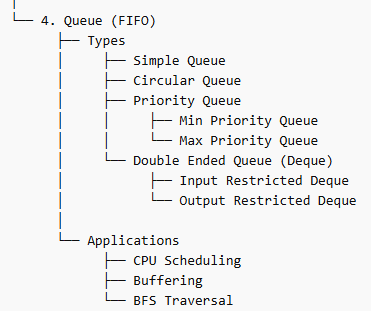 4. Queue (FIFO)
Types
Simple Queue
Circular Queue
Priority Queue
Min Priority Queue
Max Priority Queue
Double Ended Queue (Deque)
Input Restricted Deque
Output Restricted Deque
Applications
CPU Scheduling
Buffering
BFS Traversal